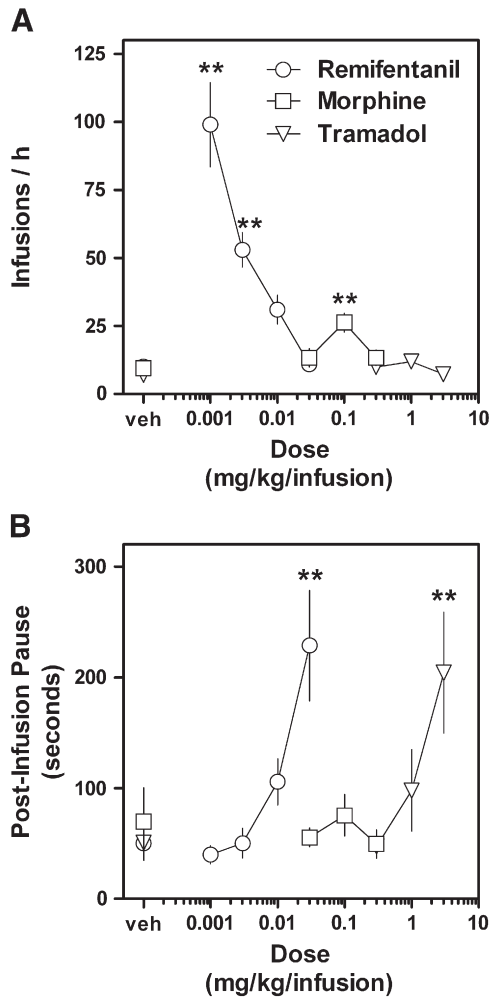 A
125
100
75
50
25
0
Infusions / h
**
**
**
Remifentanil
Morphine
Tramadol
veh 0.001 0.01 0.1 1 10
Dose
(mg/kg/infusion)
B
300
200
100
0
Post-Infusion Pause
(seconds)
**
**
veh 0.001 0.01 0.1 1 10
Dose
(mg/kg/infusion)